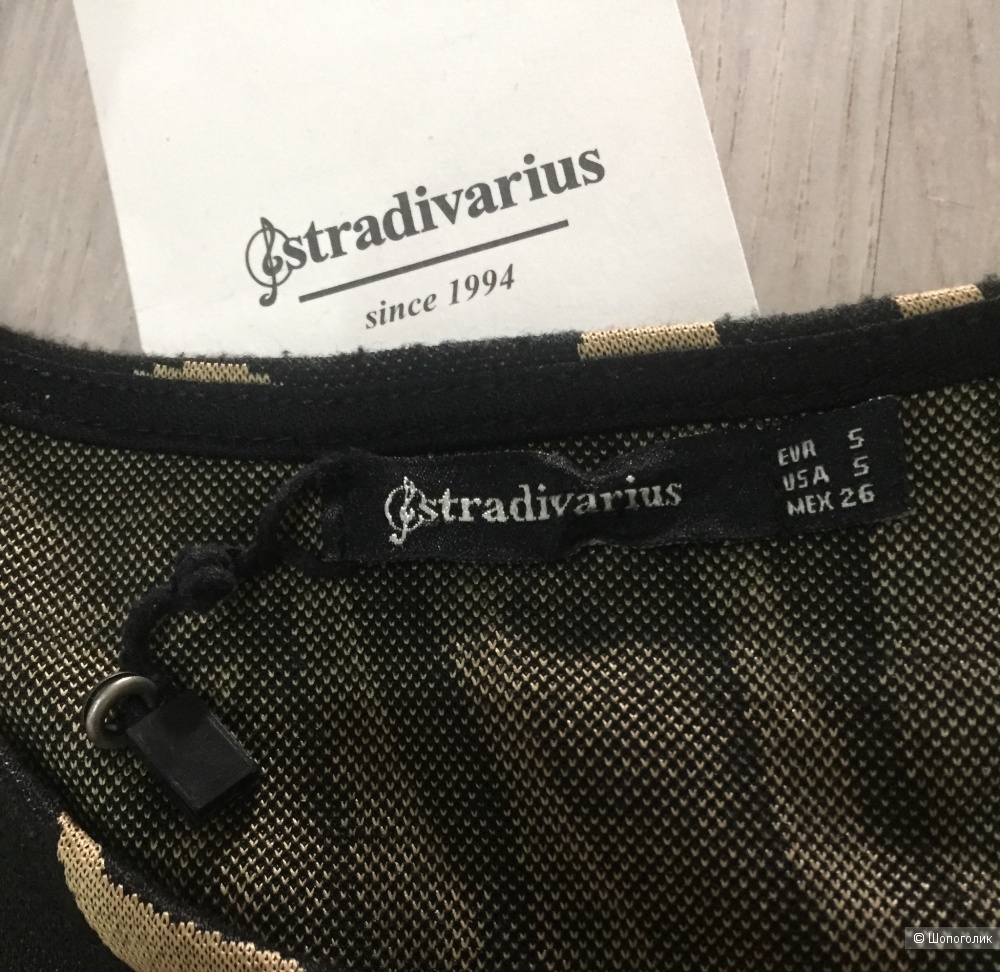 stradivarius
since 1994
stradivarius
EUR S
USA S
MEX 26
© Шопоголик